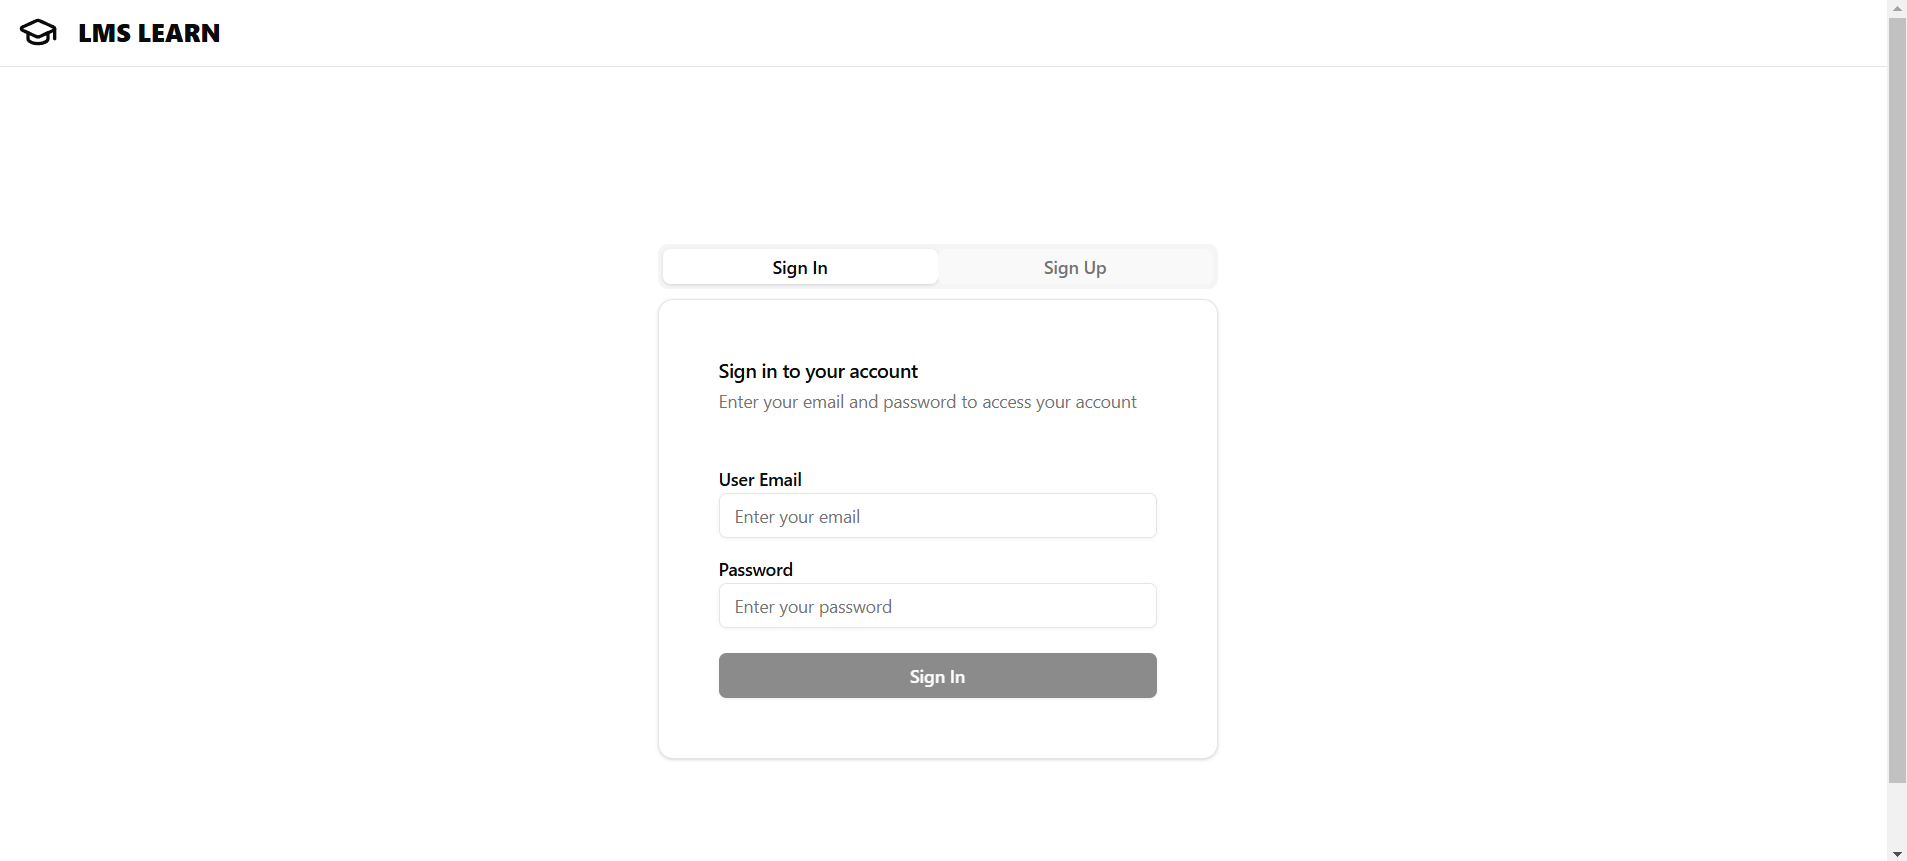 LMS LEARN
Sign In
Sign Up
Sign in to your account
Enter your email and password to access your account
User Email
Enter your email
Password
Enter your password
Sign In